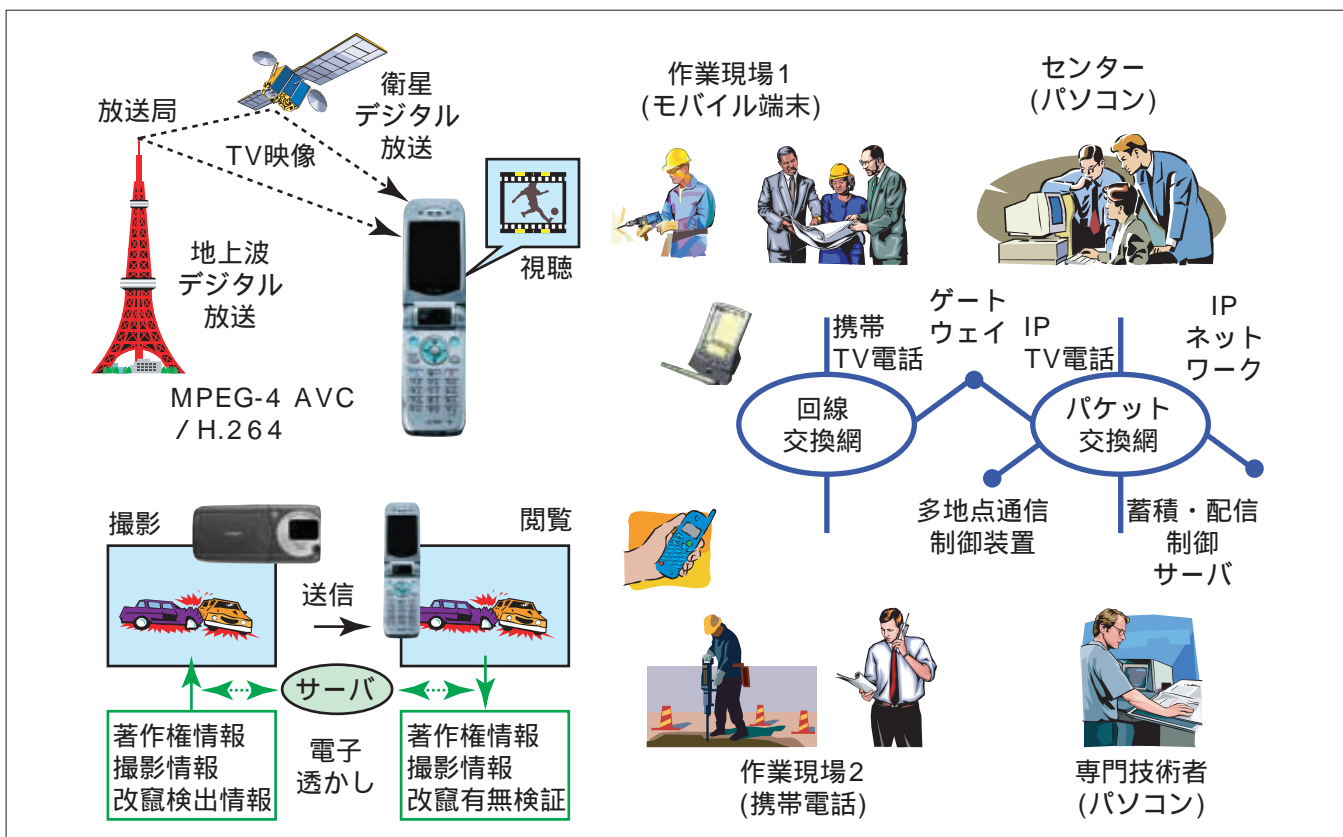 放送局
衛星
デジタル
放送
TV映像
地上波
デジタル
放送
視聴
MPEG-4 AVC
/H.264
作業現場1
(モバイル端末)
センター
(パソコン)
携帯
TV電話
ゲート
ウェイ
IP
TV電話
IP
ネット
ワーク
回線
交換網
パケット
交換網
多地点通信
制御装置
蓄積・配信
制御
サーバ
作業現場2
(携帯電話)
専門技術者
(パソコン)
撮影
送信
閲覧
サーバ
著作権情報
撮影情報
改竄検出情報
電子
透かし
著作権情報
撮影情報
改竄有無検証